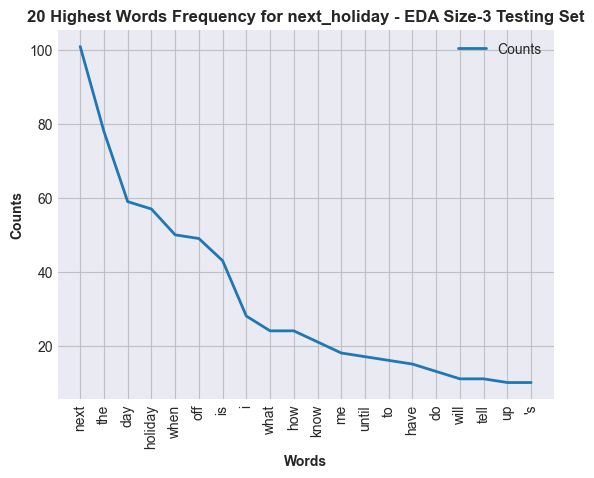 20 Highest Words Frequency for next_holiday - EDA Size-3 Testing Set
Counts
100
80
60
40
20
Counts
next
the
day
holiday
when
off
is
i
what
how
know
me
until
to
have
do
will
tell
up
's
Words